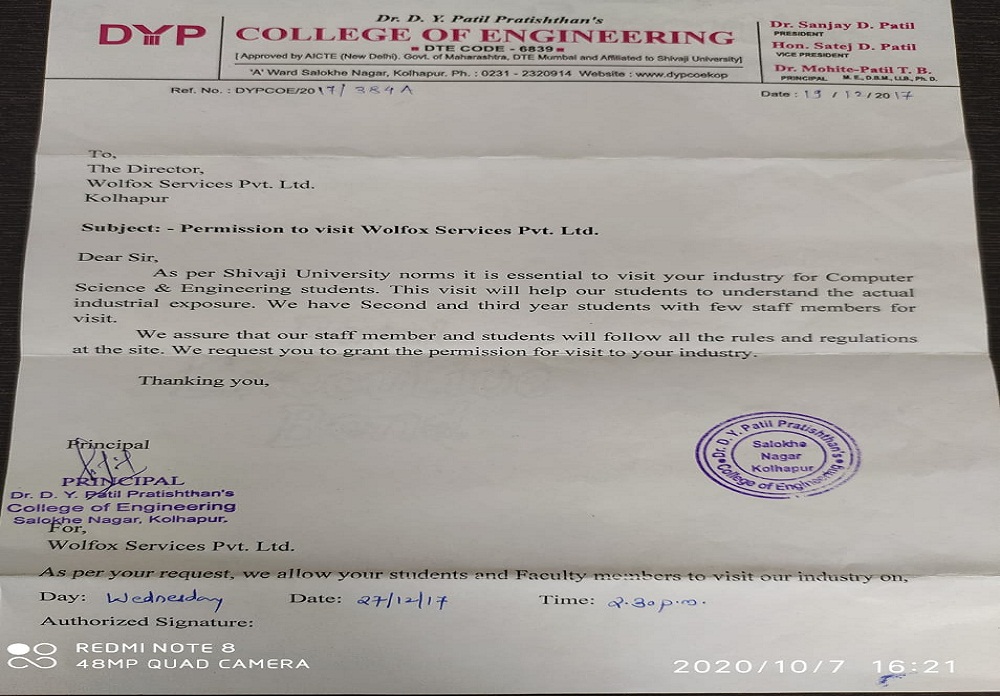 DYP
Dr. D. Y. Patil Pratishthan's
COLLEGE OF ENGINEERING
DTE CODE - 6839
[ Approved by AICTE (New Delhi), Govt. of Maharashtra, DTE Mumbai and Affiliated to Shivaji University]
'A' Ward Salokhe Nagar, Kolhapur. Ph. : 0231 - 2320914 Website : www.dypcoekop
Dr. Sanjay D. Patil
PRESIDENT
Hon. Satej D. Patil
VICE PRESIDENT
Dr. Mohite-Patil T. B.
PRINCIPAL M. E., D.B.M., LL.B., Ph. D.
Ref. No. : DYPCOE/2017/384A
Date : 19/12/2017
To,
The Director,
Wolfox Services Pvt. Ltd.
Kolhapur
Subject: - Permission to visit Wolfox Services Pvt. Ltd.
Dear Sir,
As per Shivaji University norms it is essential to visit your industry for Computer
Science & Engineering students. This visit will help our students to understand the actual
industrial exposure. We have Second and third year students with few staff members for
visit.
We assure that our staff member and students will follow all the rules and regulations
at the site. We request you to grant the permission for visit to your industry.
Thanking you,
Principal
PRINCIPAL
Dr. D. Y. Patil Pratishthan's
College of Engineering
Salokhe Nagar, Kolhapur.
Dr. D. Y. Patil Pratishthan's
College of Engineering
Salokhe
Nagar
Kolhapur
For,
Wolfox Services Pvt. Ltd.
As per your request, we allow your students and Faculty members to visit our industry on,
Day: Wednesday Date: 27/12/17 Time: 2.30p.m.
Authorized Signature:
REDMI NOTE 8
48MP QUAD CAMERA
2020/10/7 16:21